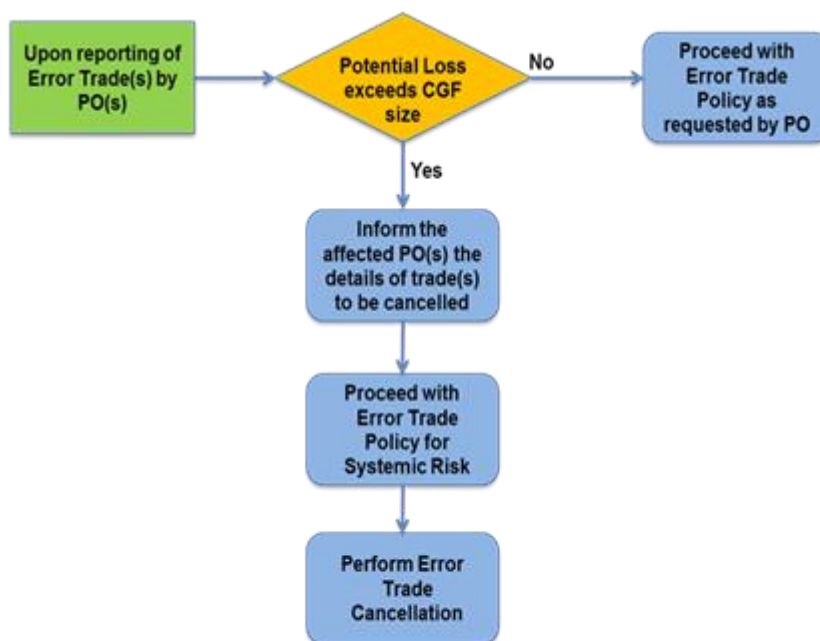 Upon reporting of
Error Trade(s) by
PO(s)
Potential Loss
exceeds CGF
size
No
Proceed with
Error Trade
Policy as
requested by PO
Yes
Inform the
affected PO(s) the
details of trade(s)
to be cancelled
Proceed with
Error Trade
Policy for
Systemic Risk
Perform Error
Trade
Cancellation